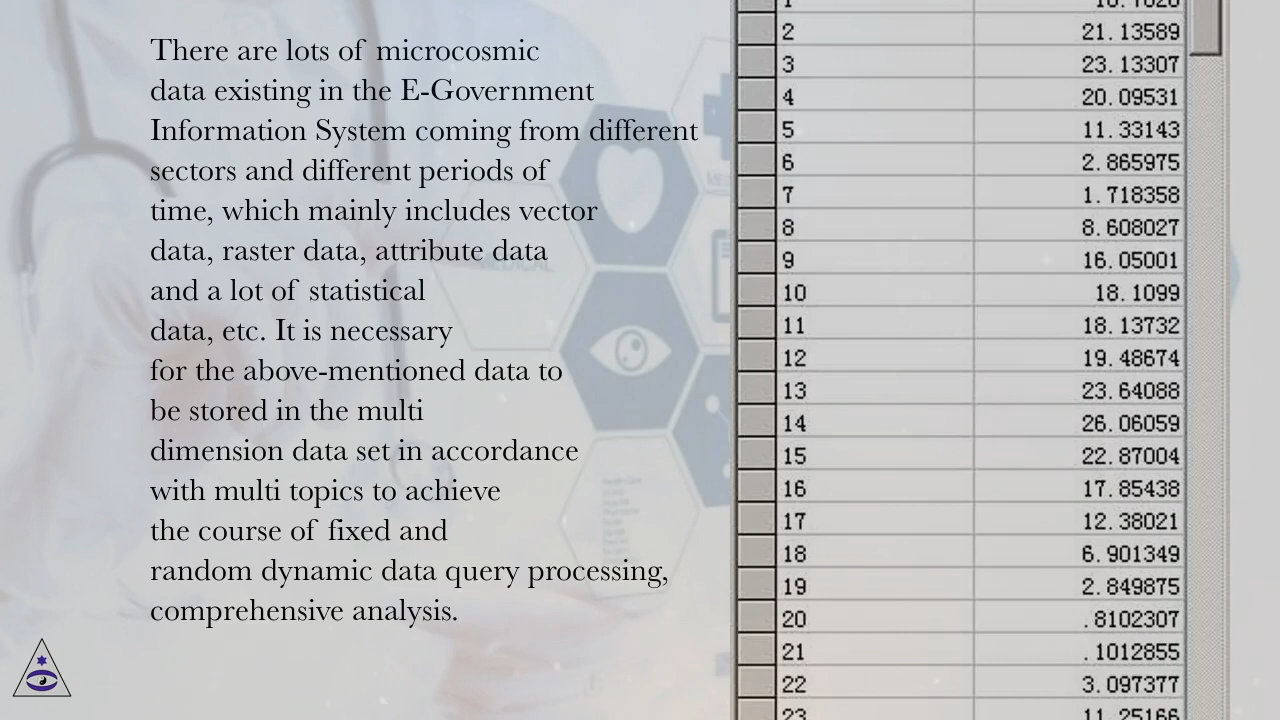 There are lots of microcosmic
data existing in the E-Government
Information System coming from different
sectors and different periods of
time, which mainly includes vector
data, raster data, attribute data
and a lot of statistical
data, etc. It is necessary
for the above-mentioned data to
be stored in the multi
dimension data set in accordance
with multi topics to achieve
the course of fixed and
random dynamic data query processing,
comprehensive analysis.
MEDICAL
1
2 21.13589
3 23.13307
4 20.09531
5 11.33143
6 2.865975
7 1.718358
8 8.608027
9 16.05001
10 18.1099
11 18.13732
12 19.48674
13 23.64088
14 26.06059
15 22.87004
16 17.85438
17 12.38021
18 6.901349
19 2.849875
20 .8102307
21 .1012855
22 3.097377
23 11.25166